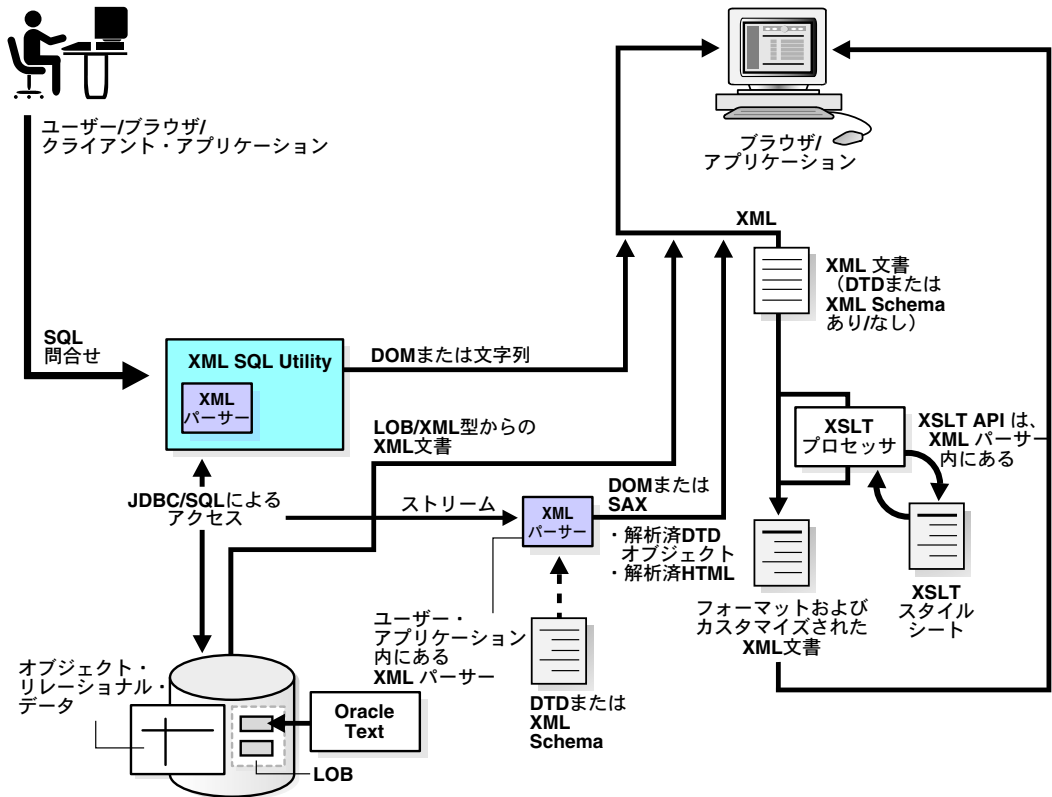 ユーザー/ブラウザ/
クライアント・アプリケーション
ブラウザ/
アプリケーション
XML
XML 文書
（DTDまたは
XML Schema
あり/なし）
SQL
問合せ
XML SQL Utility
XML
パーサー
DOMまたは文字列
LOB/XML型からの
XML文書
XSLT
プロセッサ
XSLT API は、
XML パーサー
内にある
JDBC/SQLによる
アクセス
ストリーム
XML
パーサー
DOMまたは
SAX
・解析済DTD
オブジェクト
・解析済HTML
XSLT
スタイル
シート
フォーマットおよび
カスタマイズされた
XML文書
ユーザー・
アプリケーション
内にある
XML パーサー
DTDまたは
XML
Schema
オブジェクト・
リレーショナル・
データ
Oracle
Text
LOB